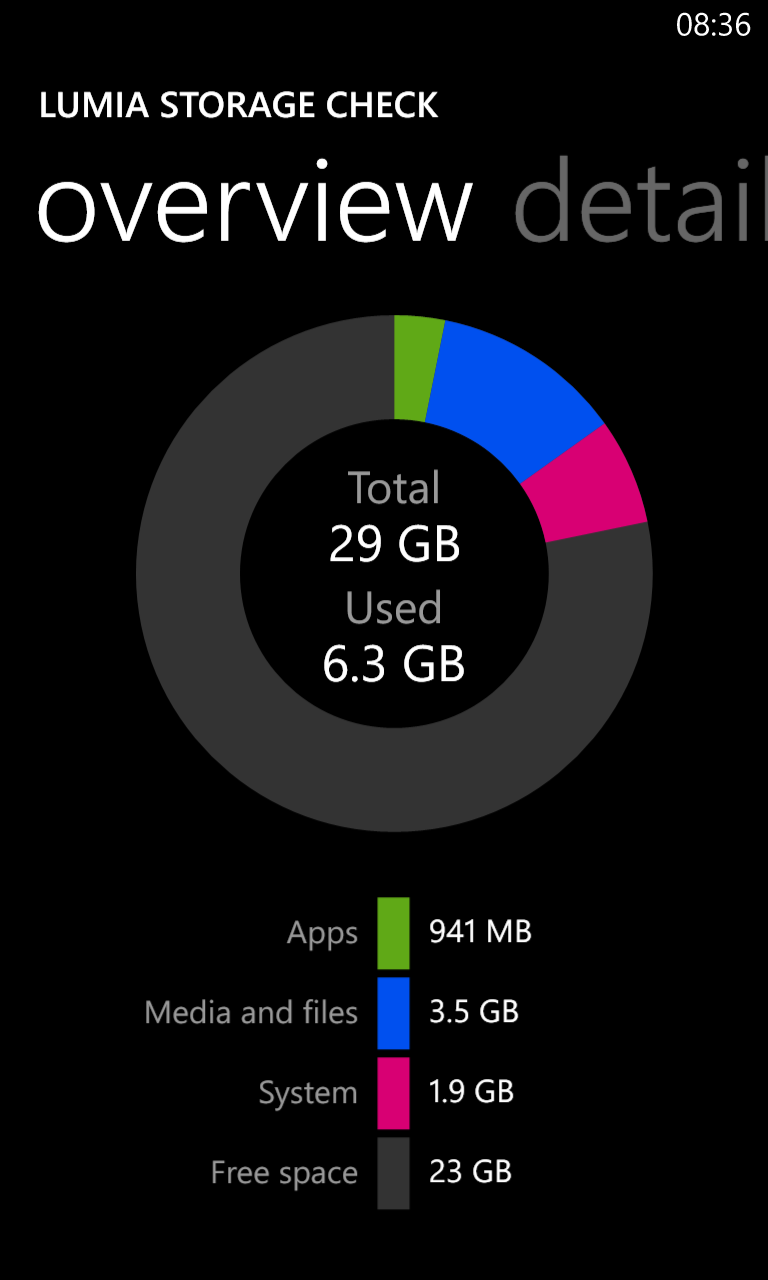 08:36
LUMIA STORAGE CHECK
overview detail
Total
29 GB
Used
6.3 GB
Apps 941 MB
Media and files 3.5 GB
System 1.9 GB
Free space 23 GB